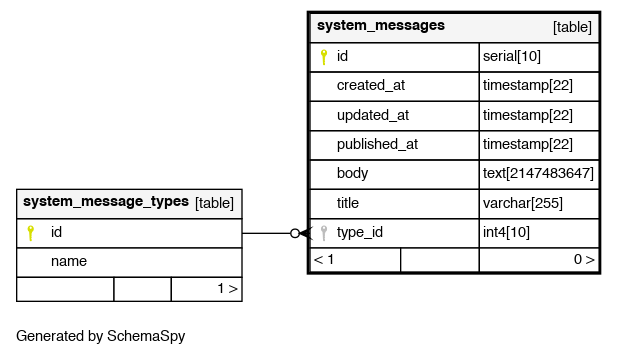 system_messages [table]
id serial[10]
created_at timestamp[22]
updated_at timestamp[22]
published_at timestamp[22]
body text[2147483647]
title varchar[255]
type_id int4[10]
< 1 0 >
system_message_types [table]
id
name
1 >
Generated by SchemaSpy